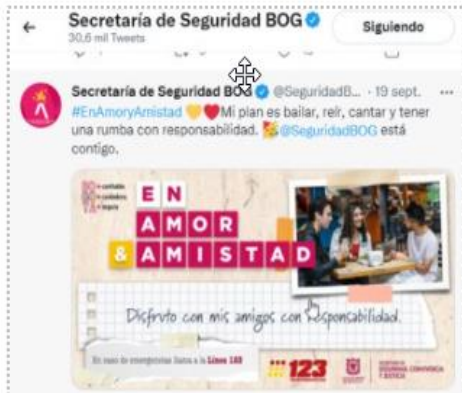 Secretaría de Seguridad BOG
30,6 mil Tweets
Siguiendo
Secretaría de Seguridad BOG @SeguridadB... · 19 sept.
#EnAmoryAmistad 💛❤️Mi plan es bailar, reír, cantar y tener
una rumba con responsabilidad. 🥳@SeguridadBOG está
contigo.
EN
AMOR
& AMISTAD
Disfruto con mis amigos con responsabilidad.
En caso de emergencias llama a la Línea 123
123